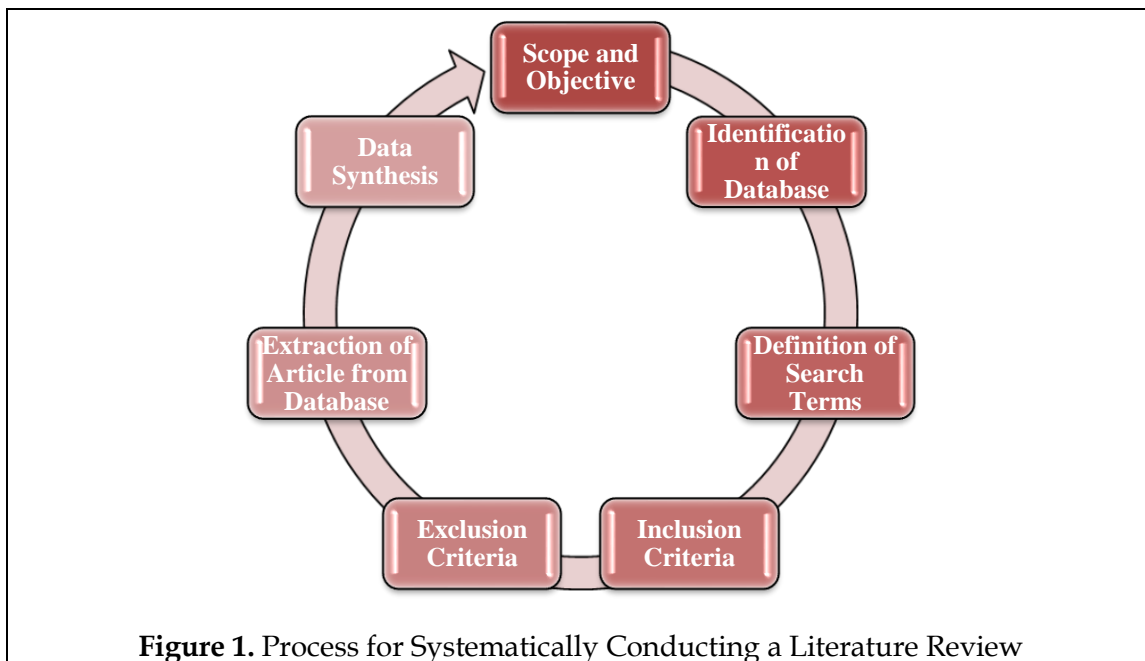 Scope and
Objective
Identificatio
n of
Database
Definition of
Search
Terms
Inclusion
Criteria
Exclusion
Criteria
Extraction of
Article from
Database
Data
Synthesis
Figure 1. Process for Systematically Conducting a Literature Review